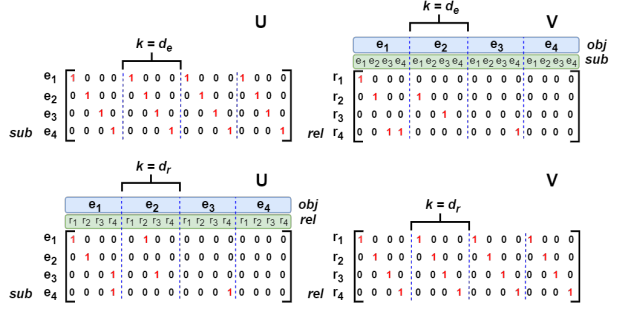 k = dₑ
U
e₁ 1 0 0 0 1 0 0 0 1 0 0 0 1 0 0 0
e₂ 0 1 0 0 0 1 0 0 0 1 0 0 0 1 0 0
e₃ 0 0 1 0 0 0 1 0 0 0 1 0 0 0 1 0
sub e₄ 0 0 0 1 0 0 0 1 0 0 0 1 0 0 0 1
k = dₑ
V
e₁ e₂ e₃ e₄ obj
e₁ e₂ e₃ e₄ e₁ e₂ e₃ e₄ e₁ e₂ e₃ e₄ e₁ e₂ e₃ e₄ sub
r₁ 1 0 0 0 0 0 0 0 0 0 0 0 0 0 0 0
r₂ 0 1 0 0 1 0 0 0 0 0 0 0 0 0 0 0
r₃ 0 0 0 0 0 0 1 0 0 0 0 0 0 0 0 0
rel r₄ 0 0 1 1 0 0 0 0 0 0 0 1 0 0 0 0
k = dᵣ
U
e₁ e₂ e₃ e₄ obj
r₁ r₂ r₃ r₄ r₁ r₂ r₃ r₄ r₁ r₂ r₃ r₄ r₁ r₂ r₃ r₄ rel
e₁ 1 0 0 0 0 1 0 0 0 0 0 0 0 0 0 0
e₂ 0 1 0 0 0 0 0 0 0 0 0 0 0 0 0 0
e₃ 0 0 0 1 0 0 1 0 0 0 0 0 0 0 0 0
sub e₄ 0 0 0 0 0 0 0 0 0 0 0 1 0 0 0 0
V
k = dᵣ
r₁ 1 0 0 0 1 0 0 0 1 0 0 0 1 0 0 0
r₂ 0 1 0 0 0 1 0 0 0 1 0 0 0 1 0 0
r₃ 0 0 1 0 0 0 1 0 0 0 1 0 0 0 1 0
rel r₄ 0 0 0 1 0 0 0 1 0 0 0 1 0 0 0 1